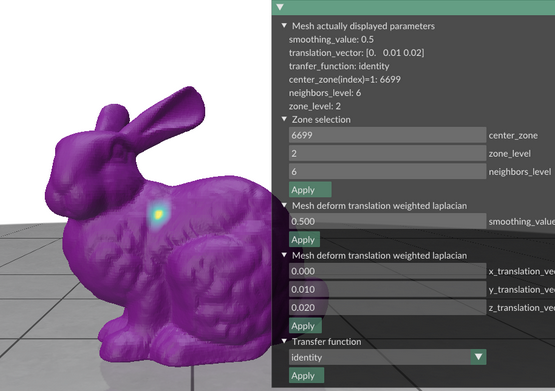 Mesh actually displayed parameters
smoothing_value: 0.5
translation_vector: [0. 0.01 0.02]
tranfer_function: identity
center_zone(index)=1: 6699
neighbors_level: 6
zone_level: 2
Zone selection
6699 center_zone
2 zone_level
6 neighbors_level
Apply
Mesh deform translation weighted laplacian
0.500 smoothing_value
Apply
Mesh deform translation weighted laplacian
0.000 x_translation_ve
0.010 y_translation_ve
0.020 z_translation_ve
Apply
Transfer function
identity
Apply